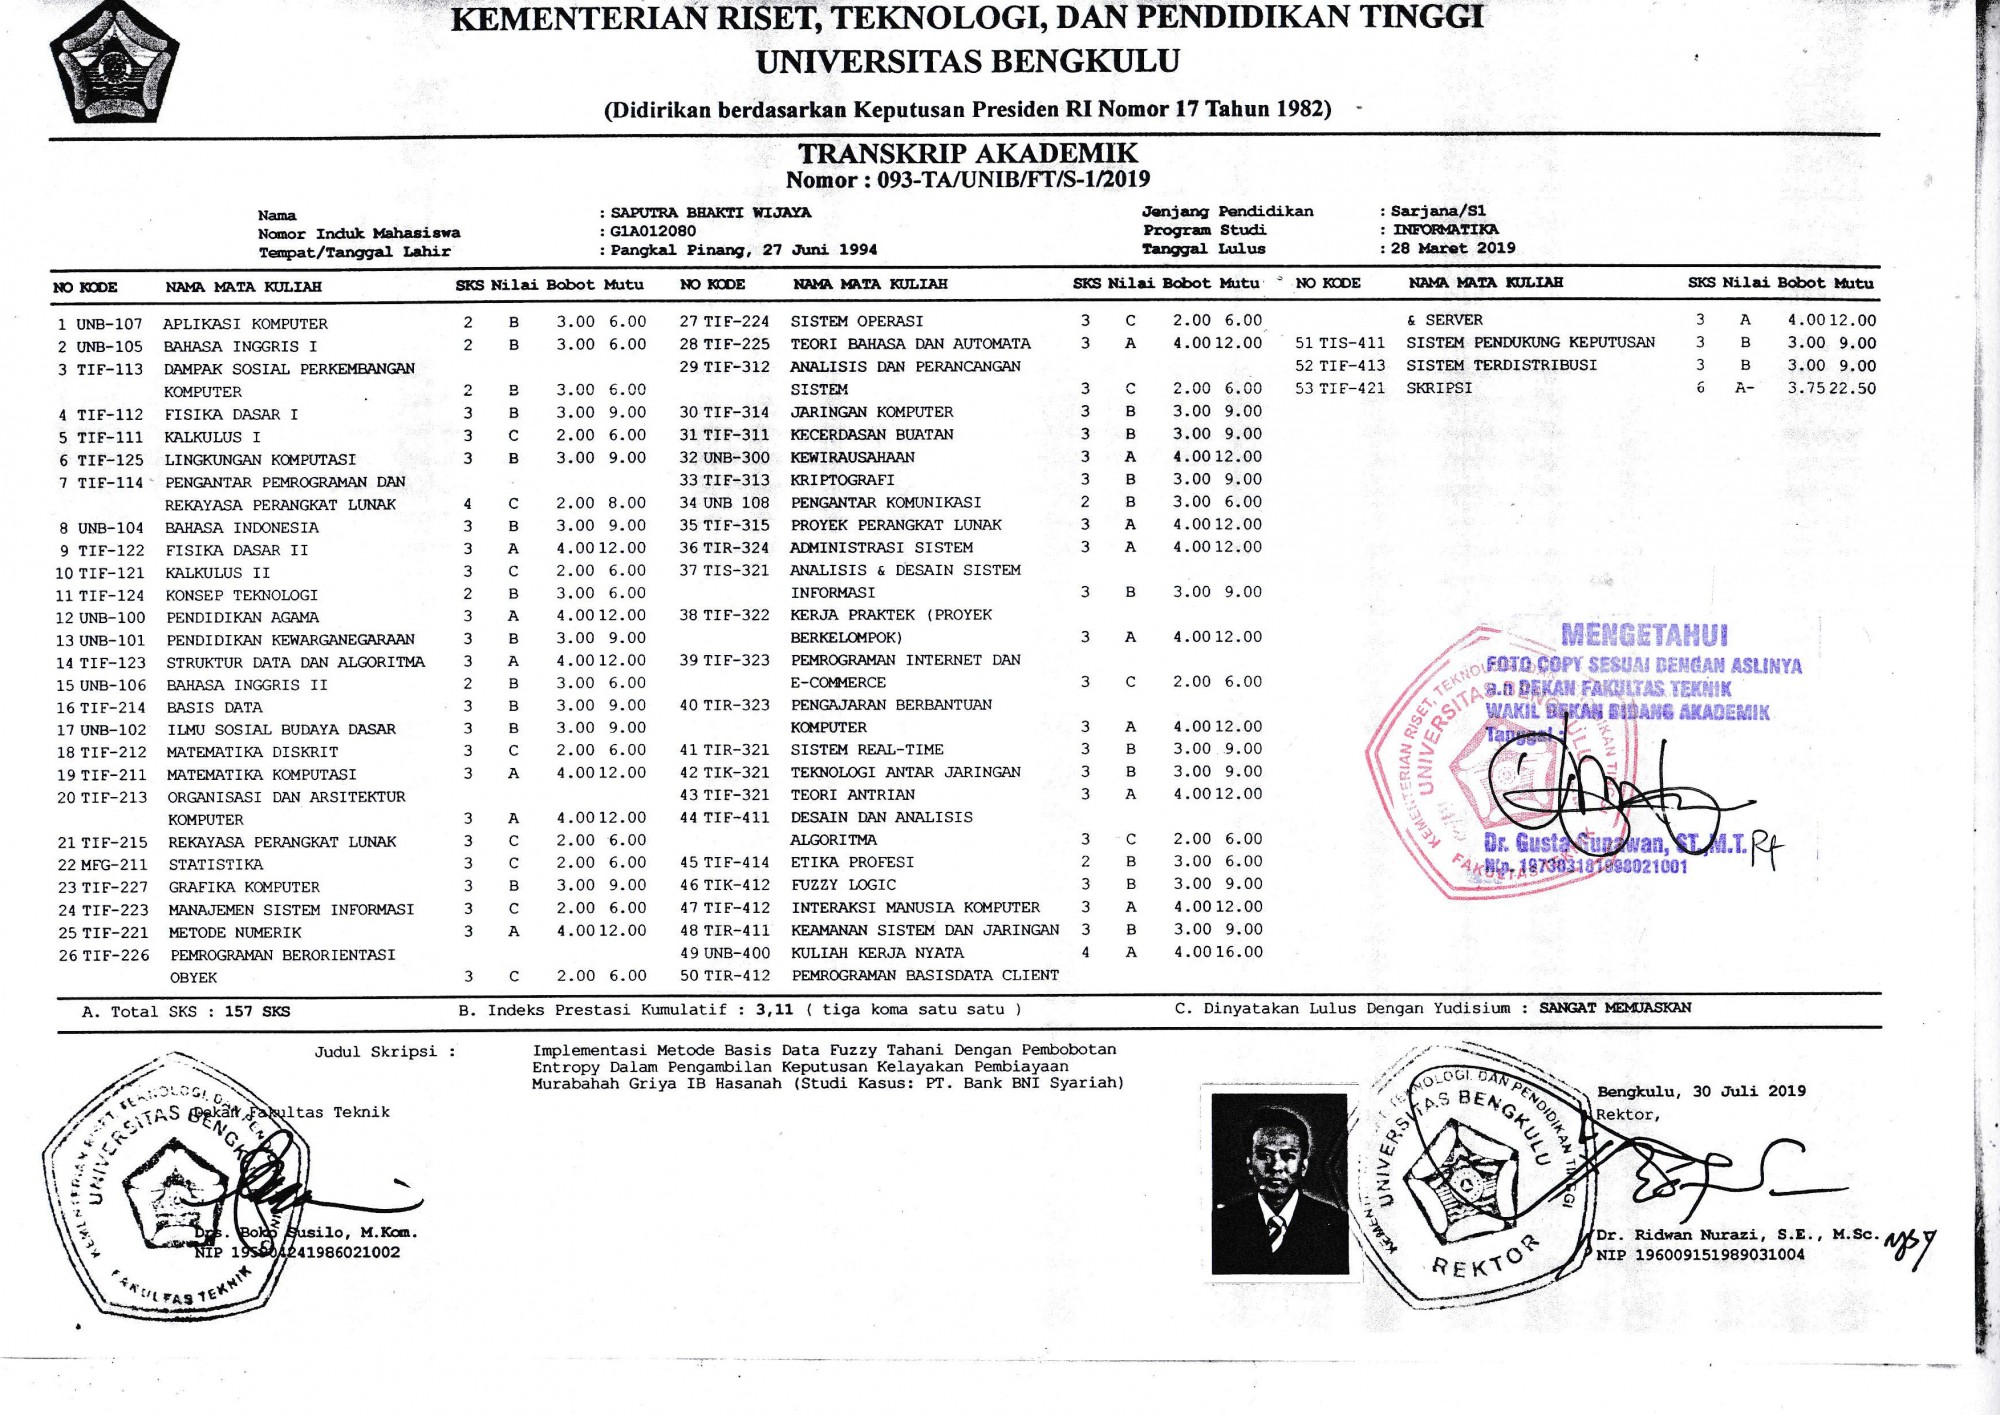 KEMENTERIAN RISET, TEKNOLOGI, DAN PENDIDIKAN TINGGI
UNIVERSITAS BENGKULU
(Didirikan berdasarkan Keputusan Presiden RI Nomor 17 Tahun 1982)
TRANSKRIP AKADEMIK
Nomor : 093-TA/UNIB/FT/S-1/2019
Nama : SAPUTRA BHAKTI WIJAYA
Nomor Induk Mahasiswa : G1A012080
Tempat/Tanggal Lahir : Pangkal Pinang, 27 Juni 1994
Jenjang Pendidikan : Sarjana/S1
Program Studi : INFORMATIKA
Tanggal Lulus : 28 Maret 2019
NO KODE NAMA MATA KULIAH SKS Nilai Bobot Mutu
1 UNB-107 APLIKASI KOMPUTER 2 B 3.00 6.00
2 UNB-105 BAHASA INGGRIS I 2 B 3.00 6.00
3 TIF-113 DAMPAK SOSIAL PERKEMBANGAN
KOMPUTER 2 B 3.00 6.00
4 TIF-112 FISIKA DASAR I 3 B 3.00 9.00
5 TIF-111 KALKULUS I 3 C 2.00 6.00
6 TIF-125 LINGKUNGAN KOMPUTASI 3 B 3.00 9.00
7 TIF-114 PENGANTAR PEMROGRAMAN DAN
REKAYASA PERANGKAT LUNAK 4 C 2.00 8.00
8 UNB-104 BAHASA INDONESIA 3 B 3.00 9.00
9 TIF-122 FISIKA DASAR II 3 A 4.00 12.00
10 TIF-121 KALKULUS II 3 C 2.00 6.00
11 TIF-124 KONSEP TEKNOLOGI 2 B 3.00 6.00
12 UNB-100 PENDIDIKAN AGAMA 3 A 4.00 12.00
13 UNB-101 PENDIDIKAN KEWARGANEGARAAN 3 B 3.00 9.00
14 TIF-123 STRUKTUR DATA DAN ALGORITMA 3 A 4.00 12.00
15 UNB-106 BAHASA INGGRIS II 2 B 3.00 6.00
16 TIF-214 BASIS DATA 3 B 3.00 9.00
17 UNB-102 ILMU SOSIAL BUDAYA DASAR 3 B 3.00 9.00
18 TIF-212 MATEMATIKA DISKRIT 3 C 2.00 6.00
19 TIF-211 MATEMATIKA KOMPUTASI 3 A 4.00 12.00
20 TIF-213 ORGANISASI DAN ARSITEKTUR
KOMPUTER 3 A 4.00 12.00
21 TIF-215 REKAYASA PERANGKAT LUNAK 3 C 2.00 6.00
22 MFG-211 STATISTIKA 3 C 2.00 6.00
23 TIF-227 GRAFIKA KOMPUTER 3 B 3.00 9.00
24 TIF-223 MANAJEMEN SISTEM INFORMASI 3 C 2.00 6.00
25 TIF-221 METODE NUMERIK 3 A 4.00 12.00
26 TIF-226 PEMROGRAMAN BERORIENTASI
OBYEK 3 C 2.00 6.00
NO KODE NAMA MATA KULIAH SKS Nilai Bobot Mutu
27 TIF-224 SISTEM OPERASI 3 C 2.00 6.00
28 TIF-225 TEORI BAHASA DAN AUTOMATA 3 A 4.00 12.00
29 TIF-312 ANALISIS DAN PERANCANGAN
SISTEM 3 C 2.00 6.00
30 TIF-314 JARINGAN KOMPUTER 3 B 3.00 9.00
31 TIF-311 KECERDASAN BUATAN 3 B 3.00 9.00
32 UNB-300 KEWIRAUSAHAAN 3 A 4.00 12.00
33 TIF-313 KRIPTOGRAFI 3 B 3.00 9.00
34 UNB 108 PENGANTAR KOMUNIKASI 2 B 3.00 6.00
35 TIF-315 PROYEK PERANGKAT LUNAK 3 A 4.00 12.00
36 TIR-324 ADMINISTRASI SISTEM 3 A 4.00 12.00
37 TIS-321 ANALISIS & DESAIN SISTEM
INFORMASI 3 B 3.00 9.00
38 TIF-322 KERJA PRAKTEK (PROYEK
BERKELOMPOK) 3 A 4.00 12.00
39 TIF-323 PEMROGRAMAN INTERNET DAN
E-COMMERCE 3 C 2.00 6.00
40 TIR-323 PENGAJARAN BERBANTUAN
KOMPUTER 3 A 4.00 12.00
41 TIR-321 SISTEM REAL-TIME 3 B 3.00 9.00
42 TIK-321 TEKNOLOGI ANTAR JARINGAN 3 B 3.00 9.00
43 TIF-321 TEORI ANTRIAN 3 A 4.00 12.00
44 TIF-411 DESAIN DAN ANALISIS
ALGORITMA 3 C 2.00 6.00
45 TIF-414 ETIKA PROFESI 2 B 3.00 6.00
46 TIK-412 FUZZY LOGIC 3 B 3.00 9.00
47 TIF-412 INTERAKSI MANUSIA KOMPUTER 3 A 4.00 12.00
48 TIR-411 KEAMANAN SISTEM DAN JARINGAN 3 B 3.00 9.00
49 UNB-400 KULIAH KERJA NYATA 4 A 4.00 16.00
50 TIR-412 PEMROGRAMAN BASISDATA CLIENT
NO KODE NAMA MATA KULIAH SKS Nilai Bobot Mutu
& SERVER 3 A 4.00 12.00
51 TIS-411 SISTEM PENDUKUNG KEPUTUSAN 3 B 3.00 9.00
52 TIF-413 SISTEM TERDISTRIBUSI 3 B 3.00 9.00
53 TIF-421 SKRIPSI 6 A- 3.75 22.50
MENGETAHUI
FOTO COPY SESUAI DENGAN ASLINYA
a.n DEKAN FAKULTAS TEKNIK
WAKIL DEKAN BIDANG AKADEMIK
Tanggal :
Dr. Gusta Gunawan, ST.,M.T.
Nip. 197303181998021001
KEMENTERIAN RISET, TEKNOLOGI, DAN PENDIDIKAN TINGGI
UNIVERSITAS BENGKULU
FAKULTAS TEKNIK
A. Total SKS : 157 SKS
B. Indeks Prestasi Kumulatif : 3,11 ( tiga koma satu satu )
C. Dinyatakan Lulus Dengan Yudisium : SANGAT MEMUASKAN
Judul Skripsi : Implementasi Metode Basis Data Fuzzy Tahani Dengan Pembobotan
Entropy Dalam Pengambilan Keputusan Kelayakan Pembiayaan
Murabahah Griya IB Hasanah (Studi Kasus: PT. Bank BNI Syariah)
Dekan Fakultas Teknik
Drs. Boko Susilo, M.Kom.
NIP 195904241986021002
UNIVERSITAS BENGKULU
FAKULTAS TEKNIK
Bengkulu, 30 Juli 2019
Rektor,
Dr. Ridwan Nurazi, S.E., M.Sc.
NIP 196009151989031004
UNIVERSITAS BENGKULU
REKTOR